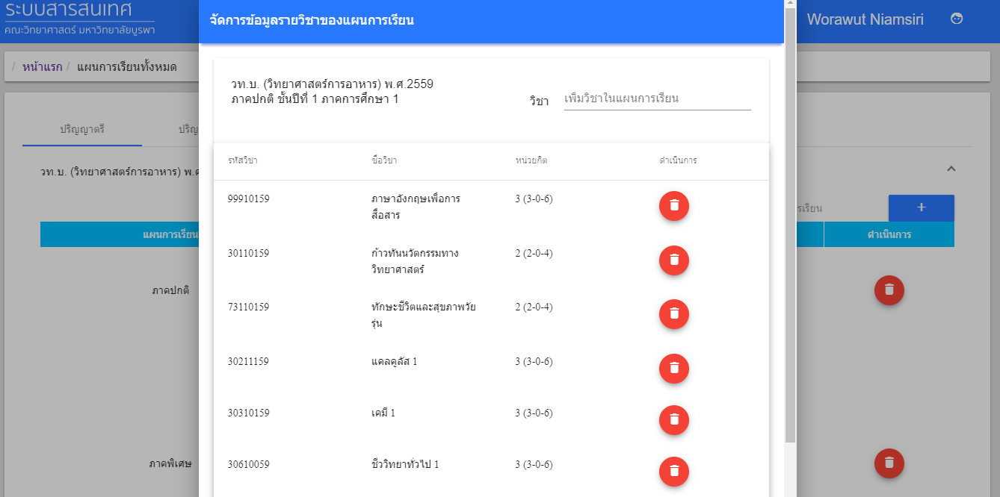 ระบบสารสนเทศ
คณะวิทยาศาสตร์ มหาวิทยาลัยบูรพา
จัดการข้อมูลรายวิชาของแผนการเรียน
Worawut Niamsiri
/ หน้าแรก / แผนการเรียนทั้งหมด
วท.บ. (วิทยาศาสตร์การอาหาร) พ.ศ.2559
ภาคปกติ ชั้นปีที่ 1 ภาคการศึกษา 1
วิชา เพิ่มวิชาในแผนการเรียน
ปริญญาตรี
วท.บ. (วิทยาศาสตร์การอาหาร)
แผนการเรียน
ดำเนินการ
ภาคปกติ
ภาคพิเศษ
รหัสวิชา ชื่อวิชา หน่วยกิต ดำเนินการ
99910159 ภาษาอังกฤษเพื่อการ 3 (3-0-6)
สื่อสาร
30110159 ก้าวทันนวัตกรรมทาง 2 (2-0-4)
วิทยาศาสตร์
73110159 ทักษะชีวิตและสุขภาพวัย 2 (2-0-4)
รุ่น
30211159 แคลคูลัส 1 3 (3-0-6)
30310159 เคมี 1 3 (3-0-6)
30610059 ชีววิทยาทั่วไป 1 3 (3-0-6)